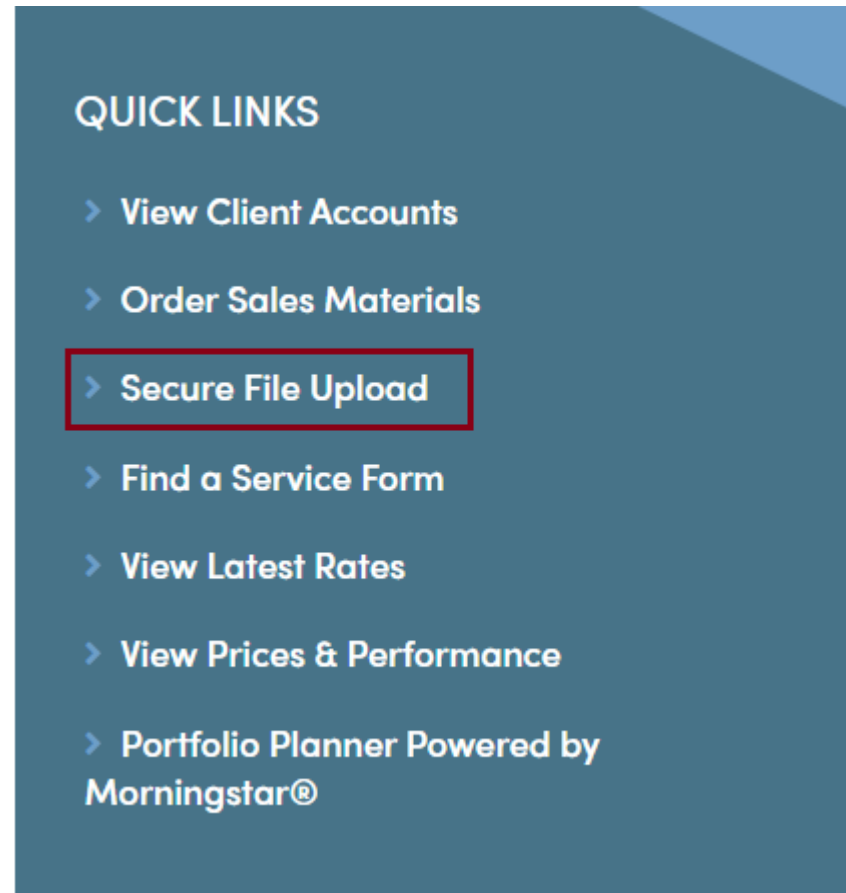 QUICK LINKS
View Client Accounts
Order Sales Materials
Secure File Upload
Find a Service Form
View Latest Rates
View Prices & Performance
Portfolio Planner Powered by
Morningstar®